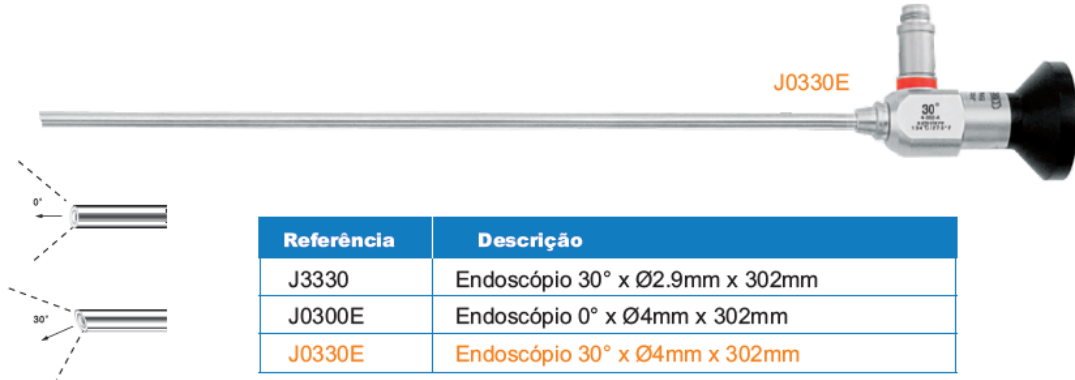 J0330E
30°
0°
30°
Referência Descrição
J3330 Endoscópio 30° x Ø2.9mm x 302mm
J0300E Endoscópio 0° x Ø4mm x 302mm
J0330E Endoscópio 30° x Ø4mm x 302mm